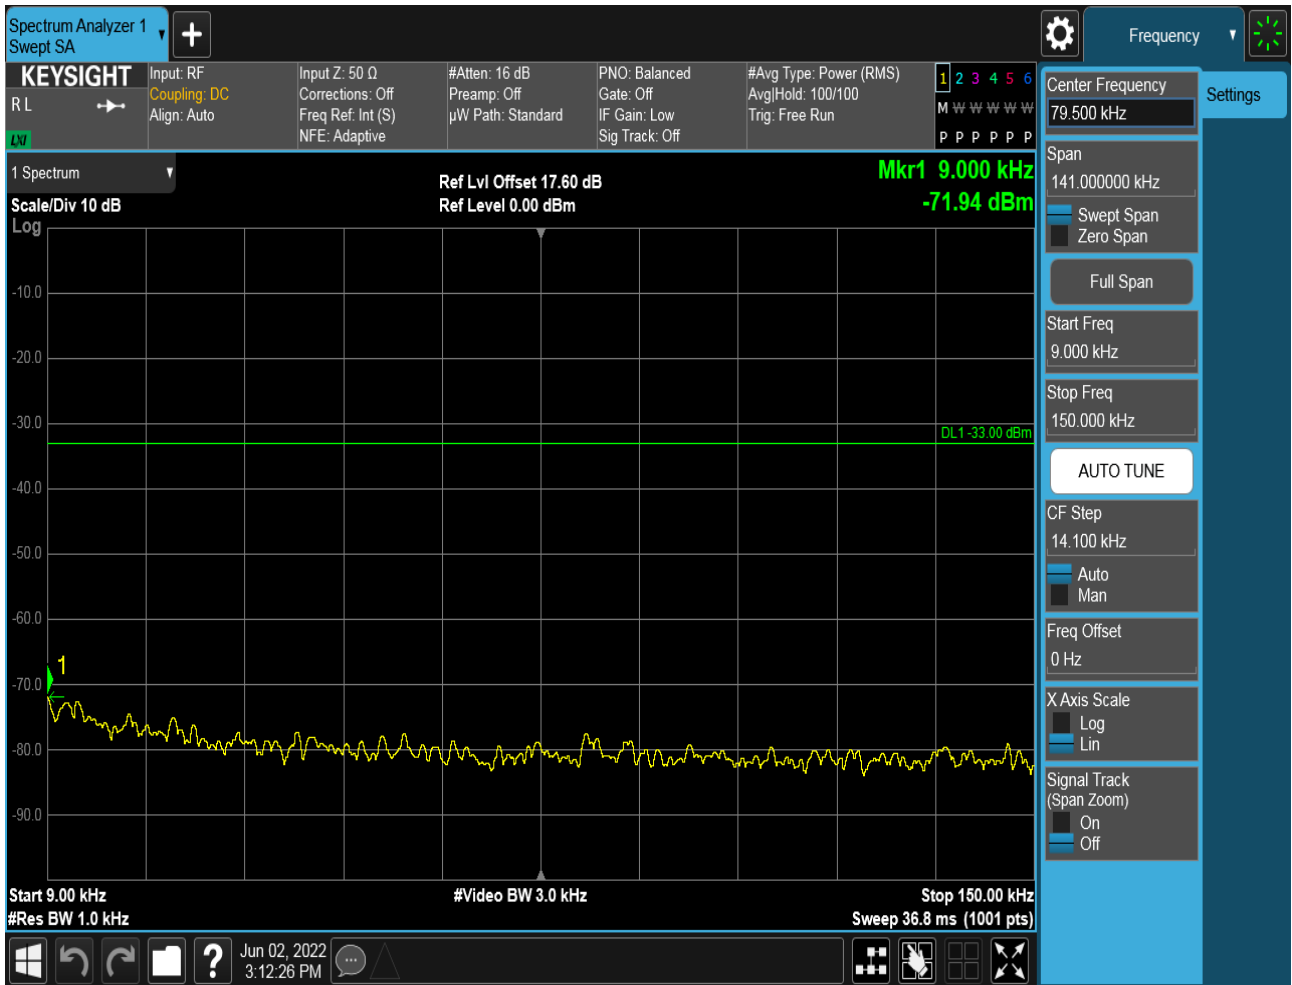 Spectrum Analyzer 1
Swept SA
Frequency
KEYSIGHT
R L
LXI
Input: RF
Coupling: DC
Align: Auto
Input Z: 50 Ω
Corrections: Off
Freq Ref: Int (S)
NFE: Adaptive
#Atten: 16 dB
Preamp: Off
µW Path: Standard
PNO: Balanced
Gate: Off
IF Gain: Low
Sig Track: Off
#Avg Type: Power (RMS)
Avg|Hold: 100/100
Trig: Free Run
1 2 3 4 5 6
M W W W W W
P P P P P P
1 Spectrum
Scale/Div 10 dB
Log
Ref Lvl Offset 17.60 dB
Ref Level 0.00 dBm
Mkr1 9.000 kHz
-71.94 dBm
-10.0
-20.0
-30.0
DL1 -33.00 dBm
-40.0
-50.0
-60.0
1
-70.0
-80.0
-90.0
Start 9.00 kHz
#Video BW 3.0 kHz
Stop 150.00 kHz
#Res BW 1.0 kHz
Sweep 36.8 ms (1001 pts)
Center Frequency
79.500 kHz
Settings
Span
141.000000 kHz
Swept Span
Zero Span
Full Span
Start Freq
9.000 kHz
Stop Freq
150.000 kHz
AUTO TUNE
CF Step
14.100 kHz
Auto
Man
Freq Offset
0 Hz
X Axis Scale
Log
Lin
Signal Track
(Span Zoom)
On
Off
?
Jun 02, 2022
3:12:26 PM